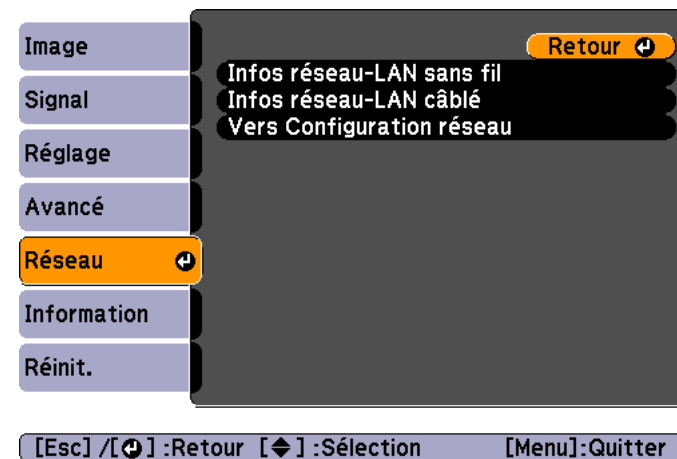 Image
Signal
Réglage
Avancé
Réseau
Information
Réinit.
Retour
Infos réseau-LAN sans fil
Infos réseau-LAN câblé
Vers Configuration réseau
[Esc] /[ ] :Retour [ ] :Sélection [Menu]:Quitter